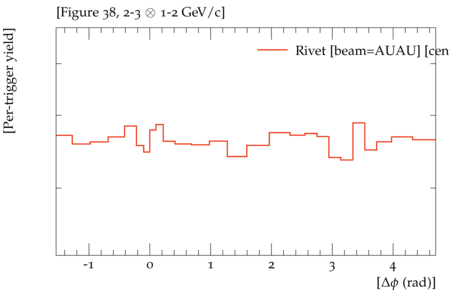 [Figure 38, 2-3 ⊗ 1-2 GeV/c]
[Per-trigger yield]
Rivet [beam=AUAU] [cen
-1 0 1 2 3 4
[Δϕ (rad)]